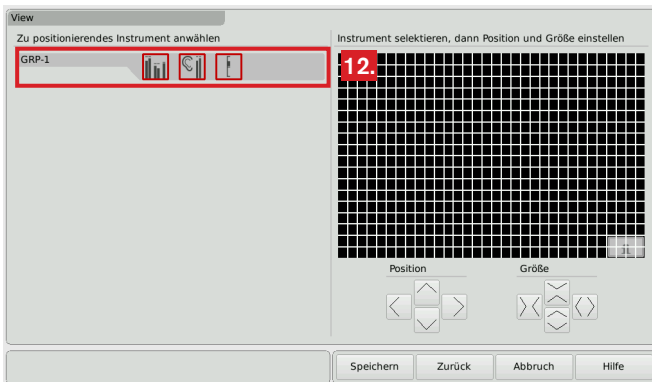 View
Zu positionierendes Instrument anwählen
GRP-1
Instrument selektieren, dann Position und Größe einstellen
12.
Position
Größe
Speichern
Zurück
Abbruch
Hilfe